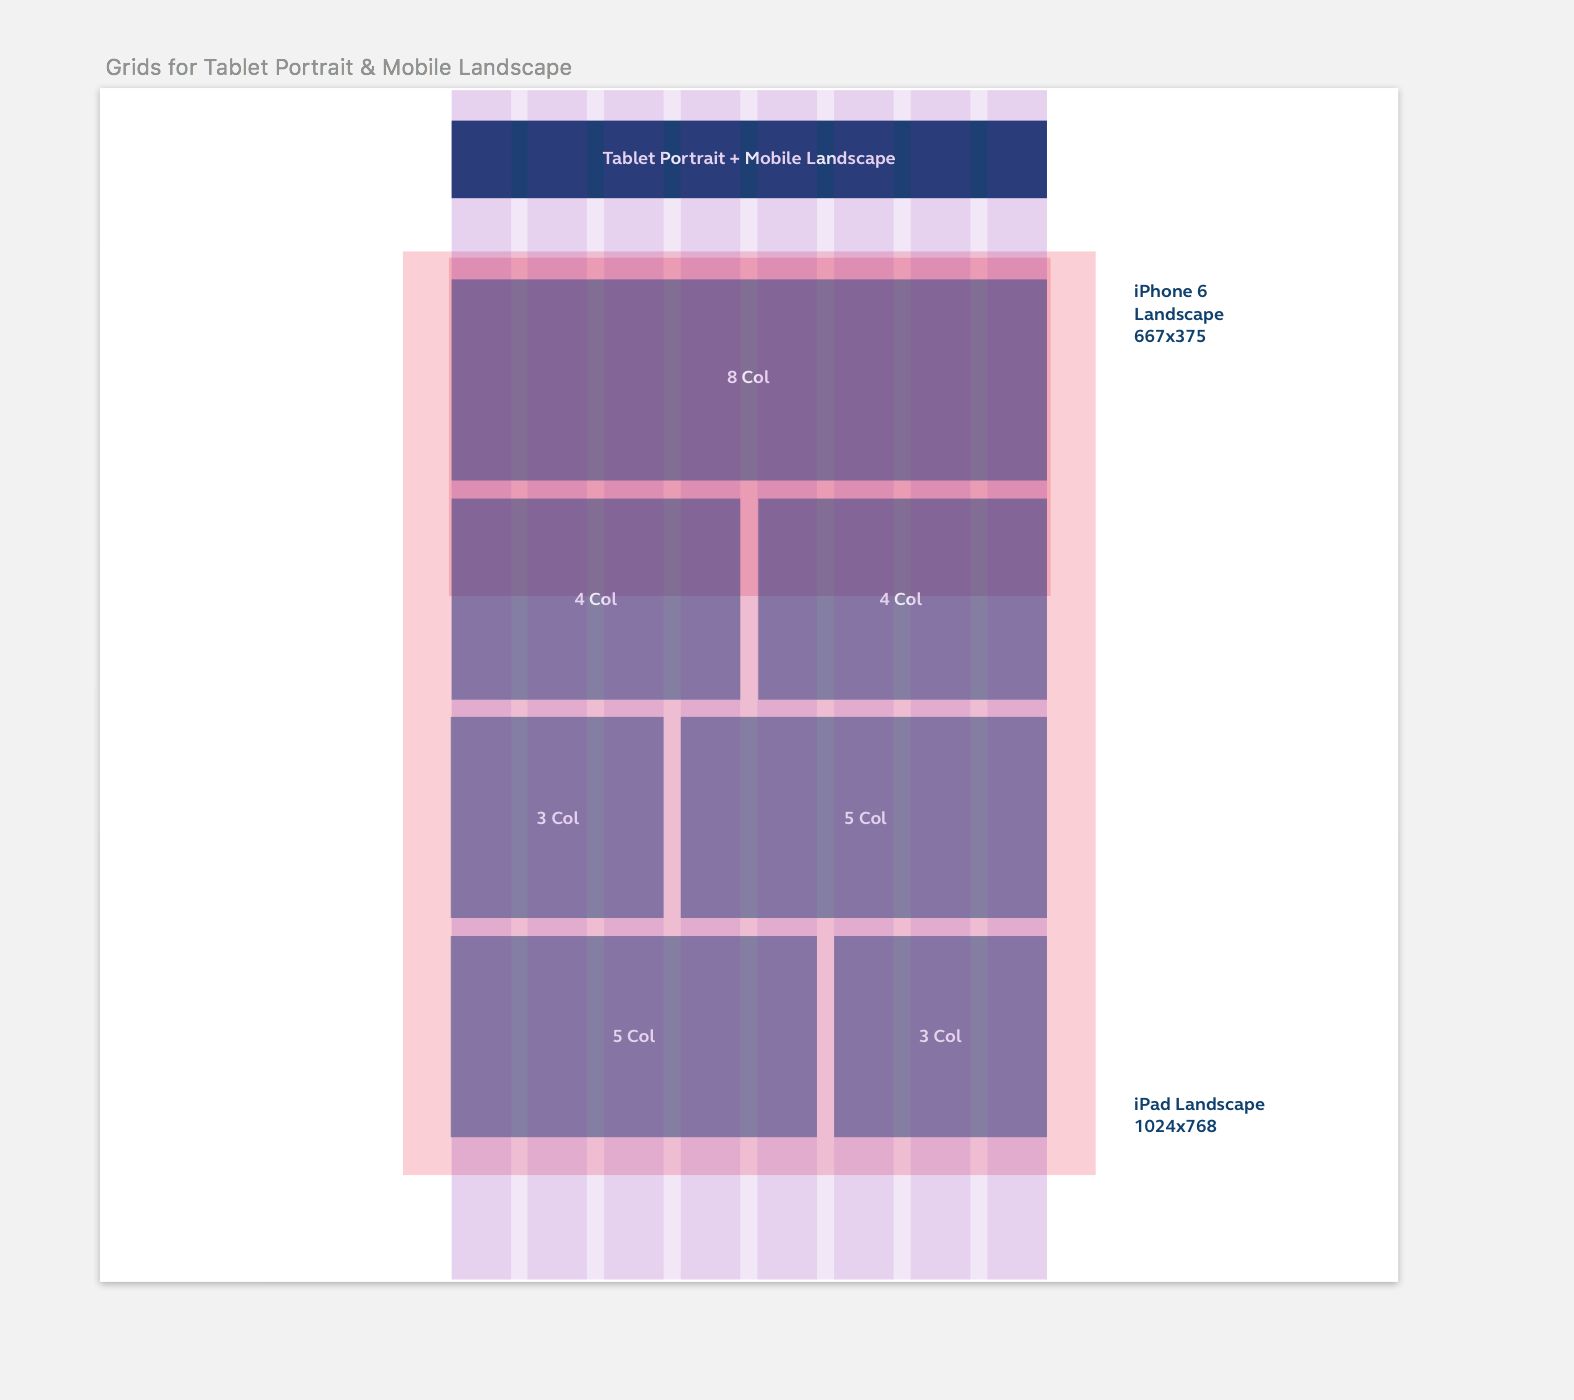 Grids for Tablet Portrait & Mobile Landscape
Tablet Portrait + Mobile Landscape
iPhone 6
Landscape
667x375
8 Col
4 Col
4 Col
3 Col
5 Col
5 Col
3 Col
iPad Landscape
1024x768